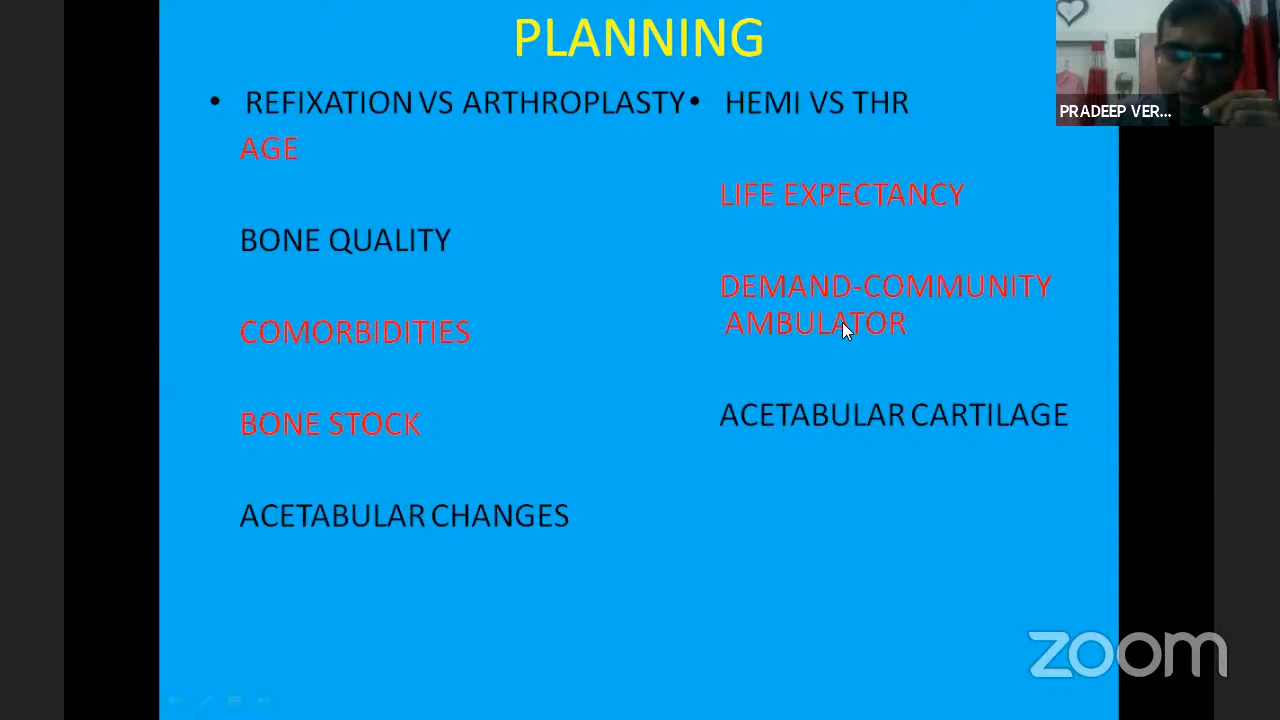 PLANNING
• REFIXATION VS ARTHROPLASTY
AGE
BONE QUALITY
COMORBIDITIES
BONE STOCK
ACETABULAR CHANGES
• HEMI VS THR
LIFE EXPECTANCY
DEMAND-COMMUNITY
AMBULATOR
ACETABULAR CARTILAGE
PRADEEP VER...
zoom